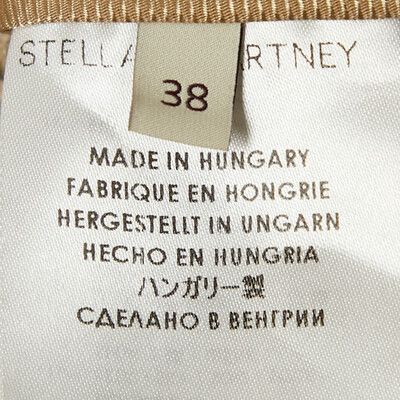 STELLA McCARTNEY
38
MADE IN HUNGARY
FABRIQUE EN HONGRIE
HERGESTELLT IN UNGARN
HECHO EN HUNGRIA
ハンガリー製
СДЕЛАНО В ВЕНГРИИ